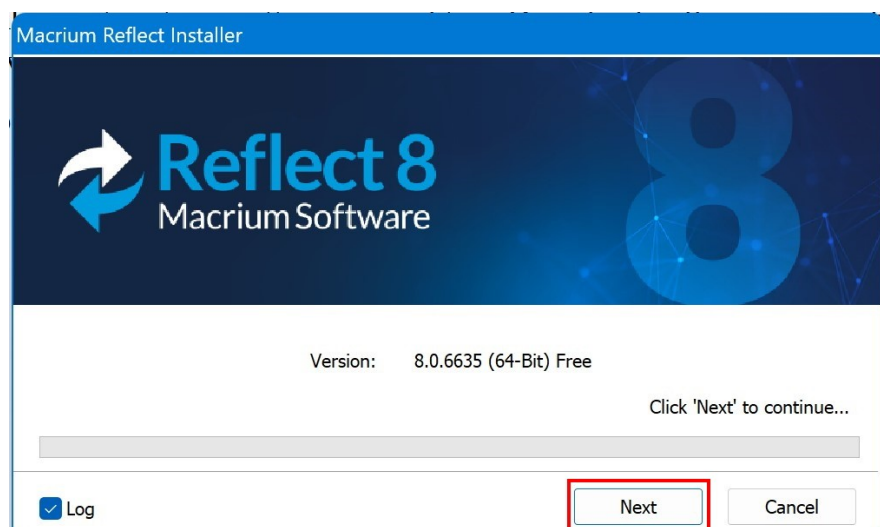 Macrium Reflect Installer
Reflect 8
Macrium Software
8
Version: 8.0.6635 (64-Bit) Free
Click 'Next' to continue...
Log
Next
Cancel